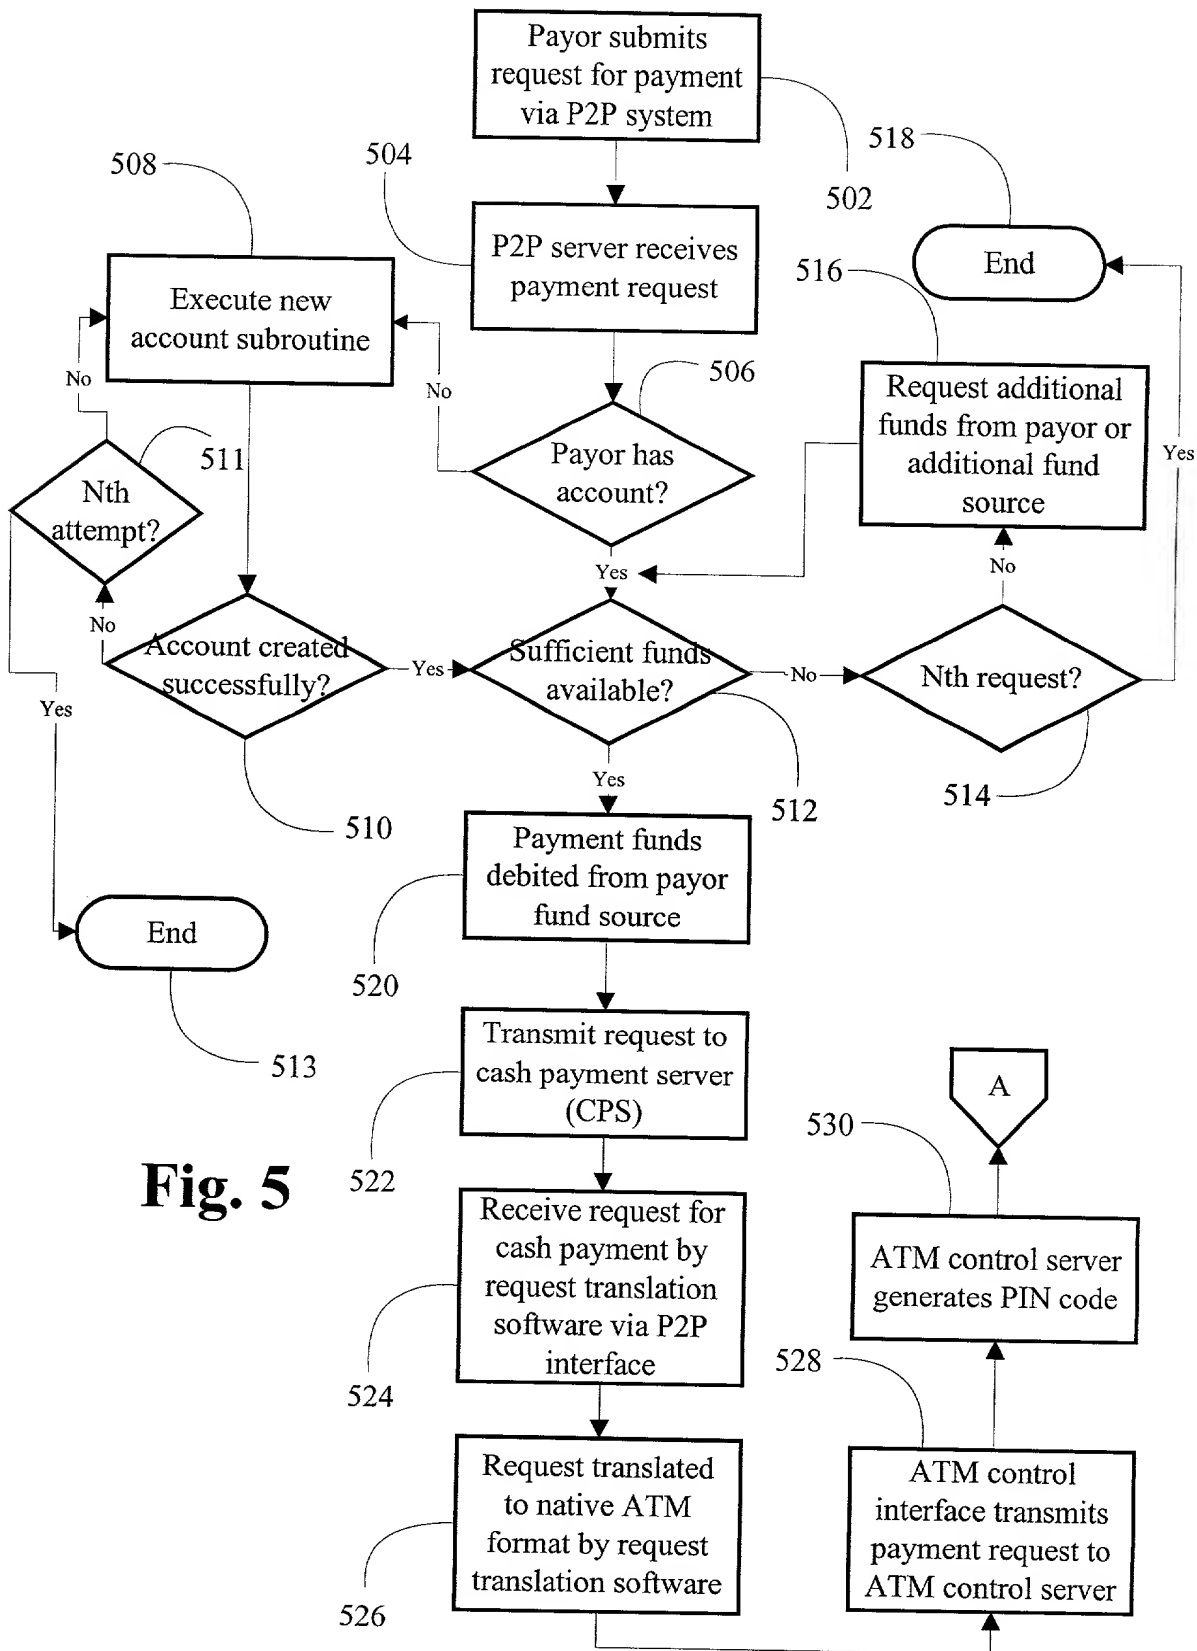 Payor submits
request for payment
via P2P system
502
518
504
508
P2P server receives
payment request
End
516
Execute new
account subroutine
No
No
506
Request additional
funds from payor or
additional fund
source
Yes
511
Nth
attempt?
Payor has
account?
Yes
No
No
Account created
successfully?
Yes
Sufficient funds
available?
No
Nth request?
Yes
Yes
512
514
510
Payment funds
debited from payor
fund source
End
520
513
Transmit request to
cash payment server
(CPS)
A
530
522
Fig. 5
Receive request for
cash payment by
request translation
software via P2P
interface
ATM control server
generates PIN code
524
528
Request translated
to native ATM
format by request
translation software
ATM control
interface transmits
payment request to
ATM control server
526